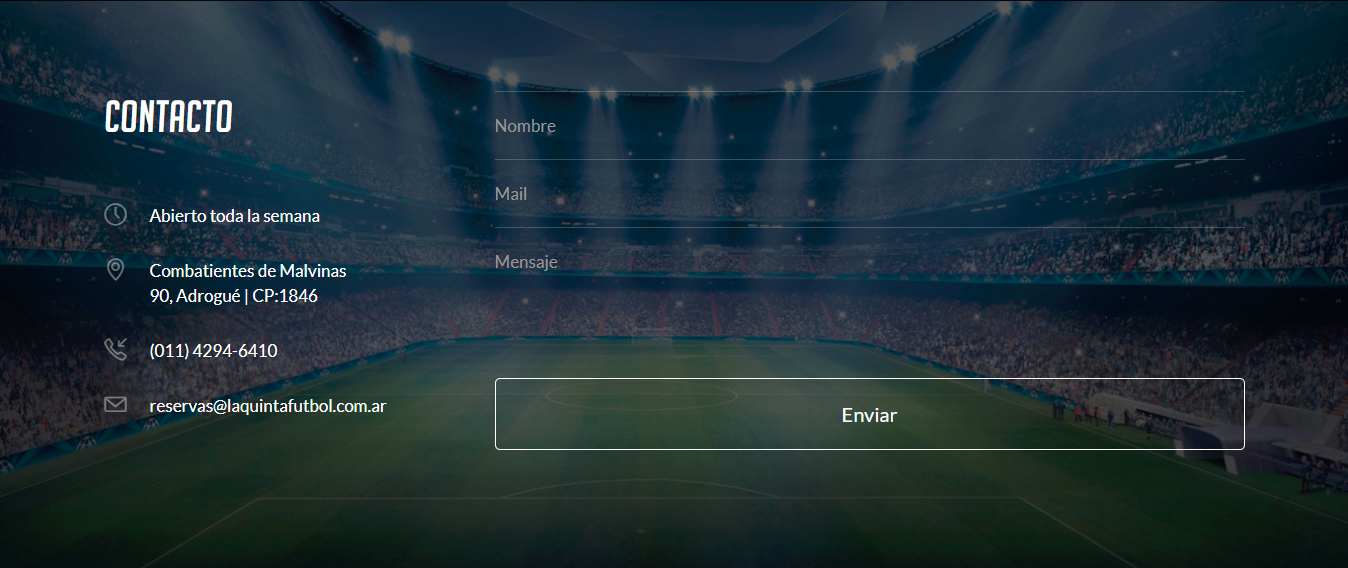 CONTACTO
Abierto toda la semana
Combatientes de Malvinas
90, Adrogué | CP:1846
(011) 4294-6410
reservas@laquintafutbol.com.ar
Nombre
Mail
Mensaje
Enviar